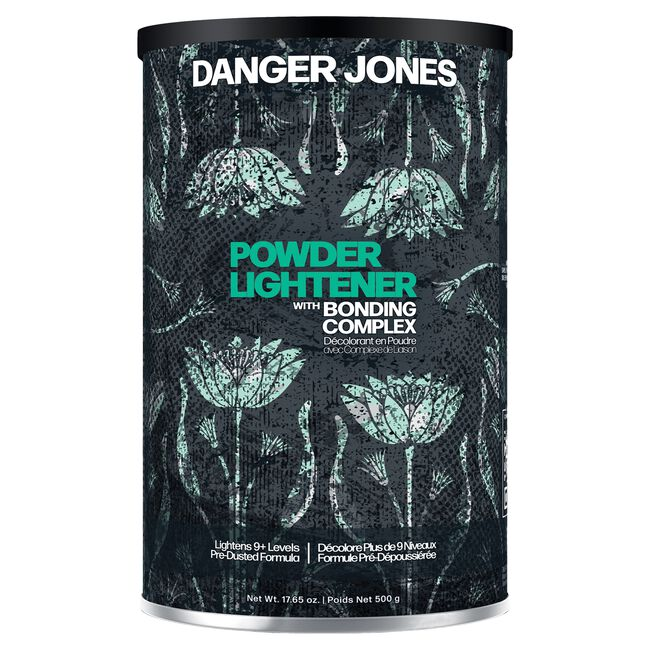 DANGER JONES
POWDER
LIGHTENER
WITH BONDING
COMPLEX
Décolorant en Poudre
avec Complexe de Liaison
Lightens 9+ Levels | Décolore Plus de 9 Niveaux
Pre-Dusted Formula | Formule Pré-Dépoussiérée
Net Wt. 17.65 oz. | Poids Net 500 g